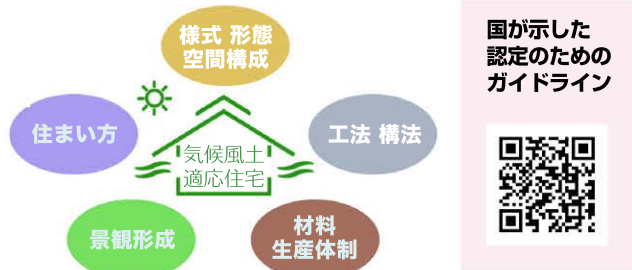 様式 形態
空間構成
住まい方
工法 構法
気候風土
適応住宅
景観形成
材料
生産体制
国が示した
認定のための
ガイドライン